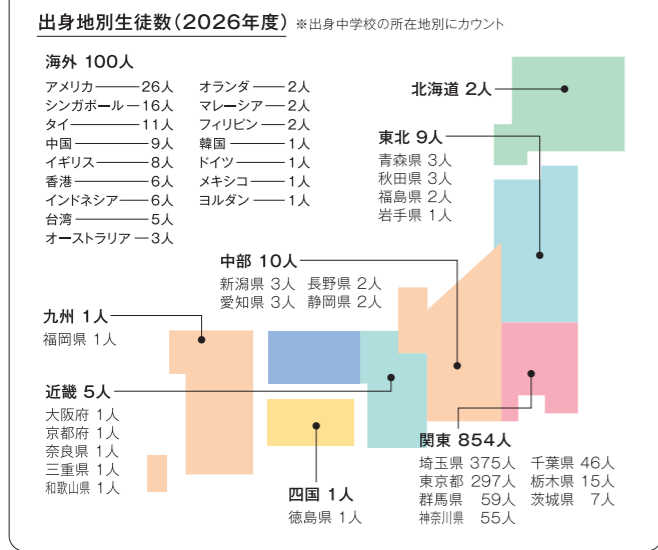 出身地別生徒数（2026年度） ※出身中学校の所在地別にカウント
海外 100人
アメリカ 26人
シンガポール 16人
タイ 11人
中国 9人
イギリス 8人
香港 6人
インドネシア 6人
台湾 5人
オーストラリア 3人
オランダ 2人
マレーシア 2人
フィリピン 2人
韓国 1人
ドイツ 1人
メキシコ 1人
ヨルダン 1人
北海道 2人
東北 9人
青森県 3人
秋田県 3人
福島県 2人
岩手県 1人
中部 10人
新潟県 3人 長野県 2人
愛知県 3人 静岡県 2人
九州 1人
福岡県 1人
近畿 5人
大阪府 1人
京都府 1人
奈良県 1人
三重県 1人
和歌山県 1人
四国 1人
徳島県 1人
関東 854人
埼玉県 375人 千葉県 46人
東京都 297人 栃木県 15人
群馬県 59人 茨城県 7人
神奈川県 55人